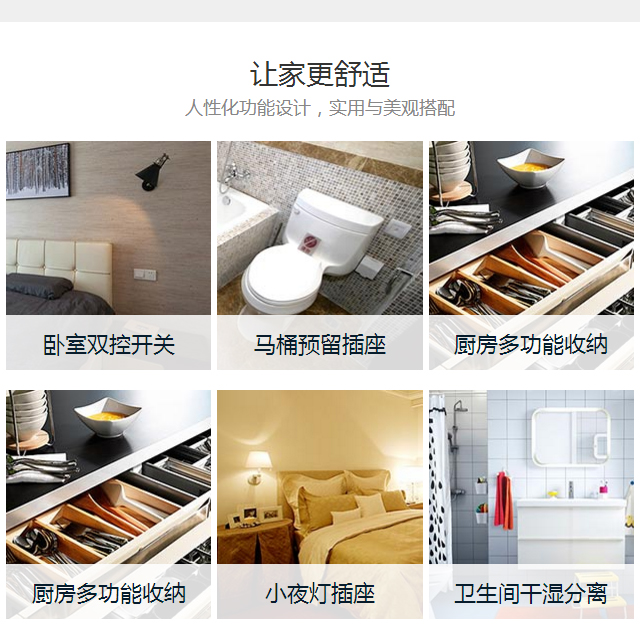 让家更舒适
人性化功能设计，实用与美观搭配
卧室双控开关
马桶预留插座
厨房多功能收纳
厨房多功能收纳
小夜灯插座
卫生间干湿分离